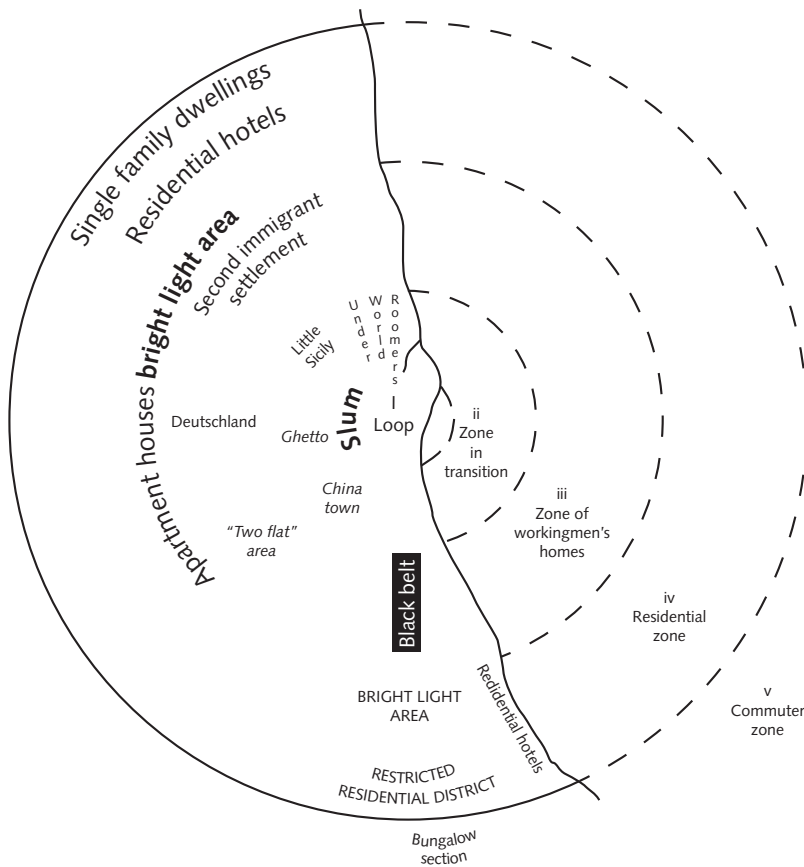 Single family dwellings
Residential hotels
Apartment houses bright light area
Second immigrant
settlement
Little
Sicily
Under
World
Roomers
I
Loop
Slum
Deutschland
Ghetto
China
town
“Two flat”
area
Black belt
BRIGHT LIGHT
AREA
Redidential hotels
RESTRICTED
RESIDENTIAL DISTRICT
Bungalow
section
ii
Zone
in
transition
iii
Zone of
workingmen's
homes
iv
Residential
zone
v
Commuter
zone